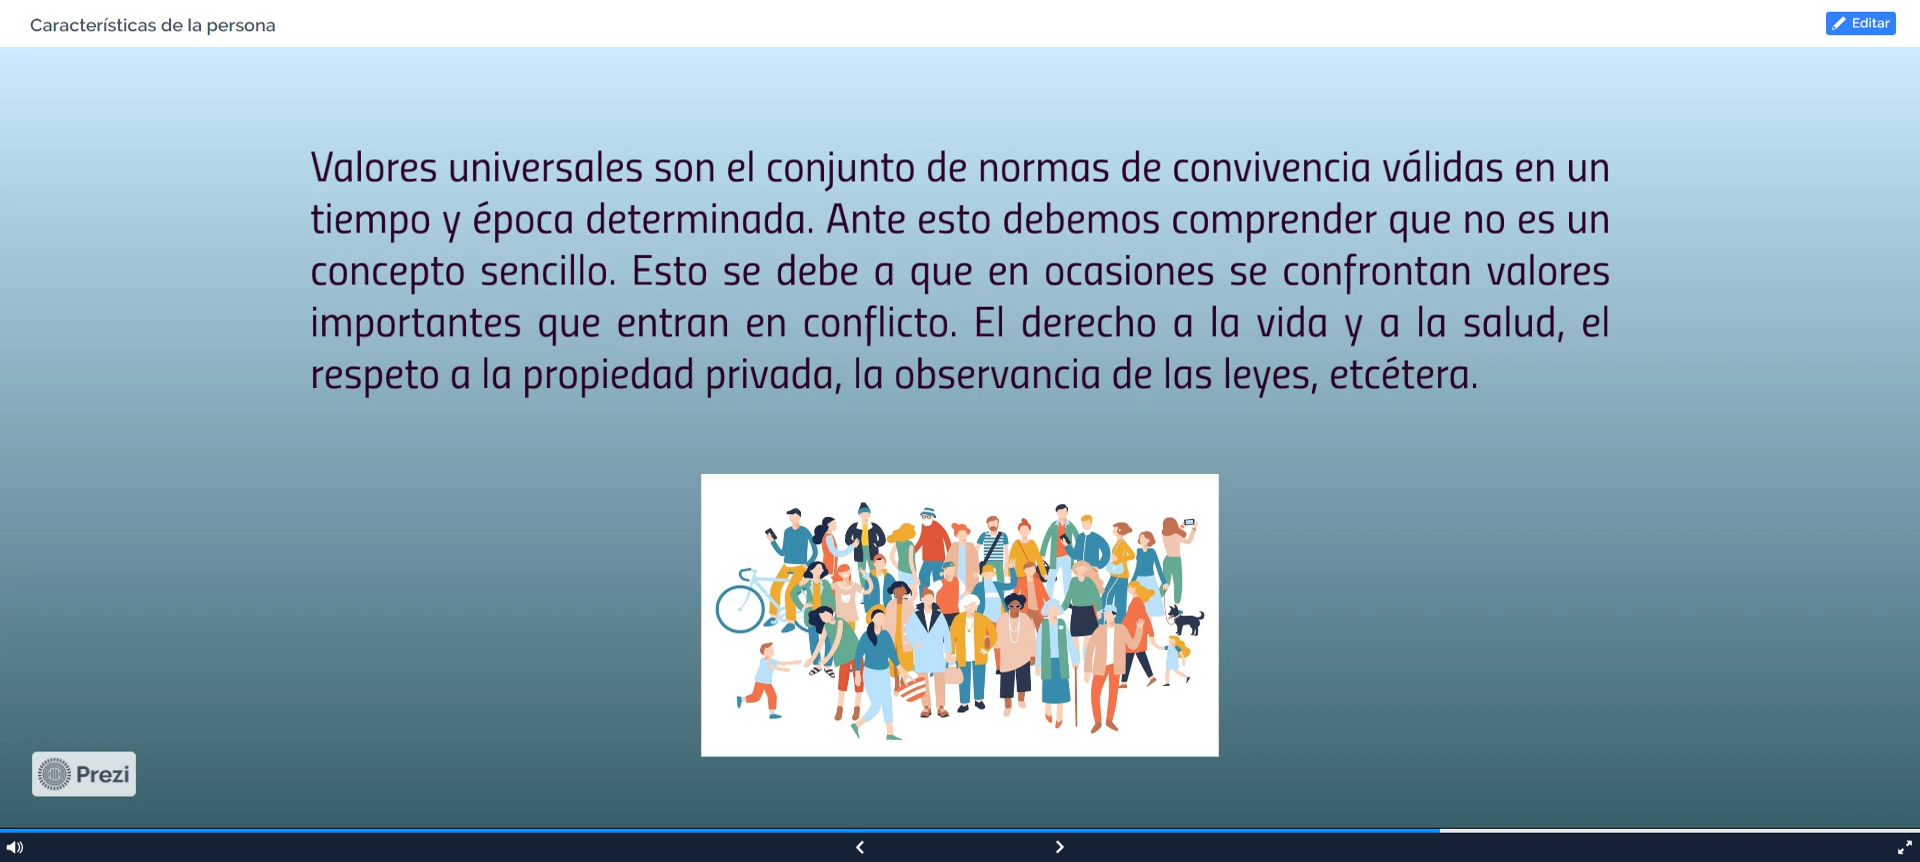 Características de la persona
Editar
Valores universales son el conjunto de normas de convivencia válidas en un
tiempo y época determinada. Ante esto debemos comprender que no es un
concepto sencillo. Esto se debe a que en ocasiones se confrontan valores
importantes que entran en conflicto. El derecho a la vida y a la salud, el
respeto a la propiedad privada, la observancia de las leyes, etcétera.
Prezi